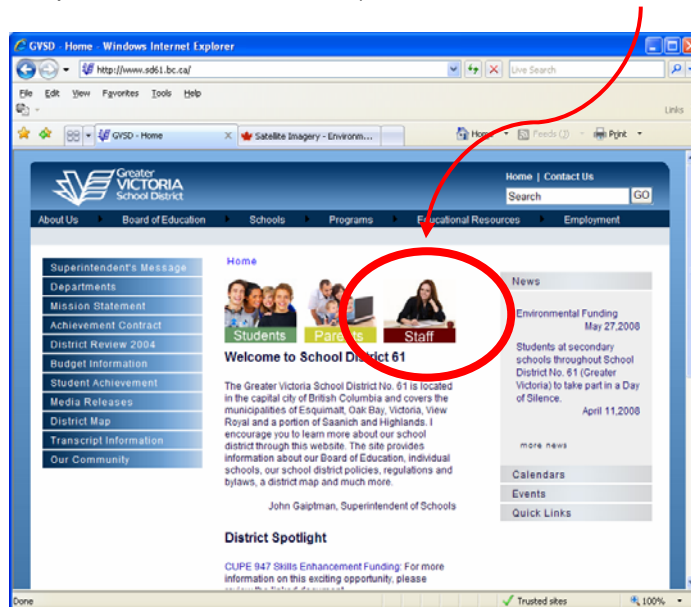 GVSD - Home - Windows Internet Explorer
http://www.sd61.bc.ca/
Live Search
File Edit View Favorites Tools Help
Links
GVSD - Home
Satellite Imagery - Environm...
Home
Feeds (J)
Print
Greater
VICTORIA
School District
Home | Contact Us
Search GO
About Us Board of Education Schools Programs Educational Resources Employment
Superintendent's Message
Departments
Mission Statement
Achievement Contract
District Review 2004
Budget Information
Student Achievement
Media Releases
District Map
Transcript Information
Our Community
Home
Students Parents Staff
Welcome to School District 61
The Greater Victoria School District No. 61 is located
in the capital city of British Columbia and covers the
municipalities of Esquimalt, Oak Bay, Victoria, View
Royal and a portion of Saanich and Highlands. I
encourage you to learn more about our school
district through this website. The site provides
information about our Board of Education, individual
schools, our school district policies, regulations and
bylaws, a district map and much more.
John Gaiptman, Superintendent of Schools
District Spotlight
CUPE 947 Skills Enhancement Funding: For more
information on this exciting opportunity, please
News
Environmental Funding
May 27,2008
Students at secondary
schools throughout School
District No. 61 (Greater
Victoria) to take part in a Day
of Silence.
April 11,2008
more news
Calendars
Events
Quick Links
Done
Trusted sites
100%